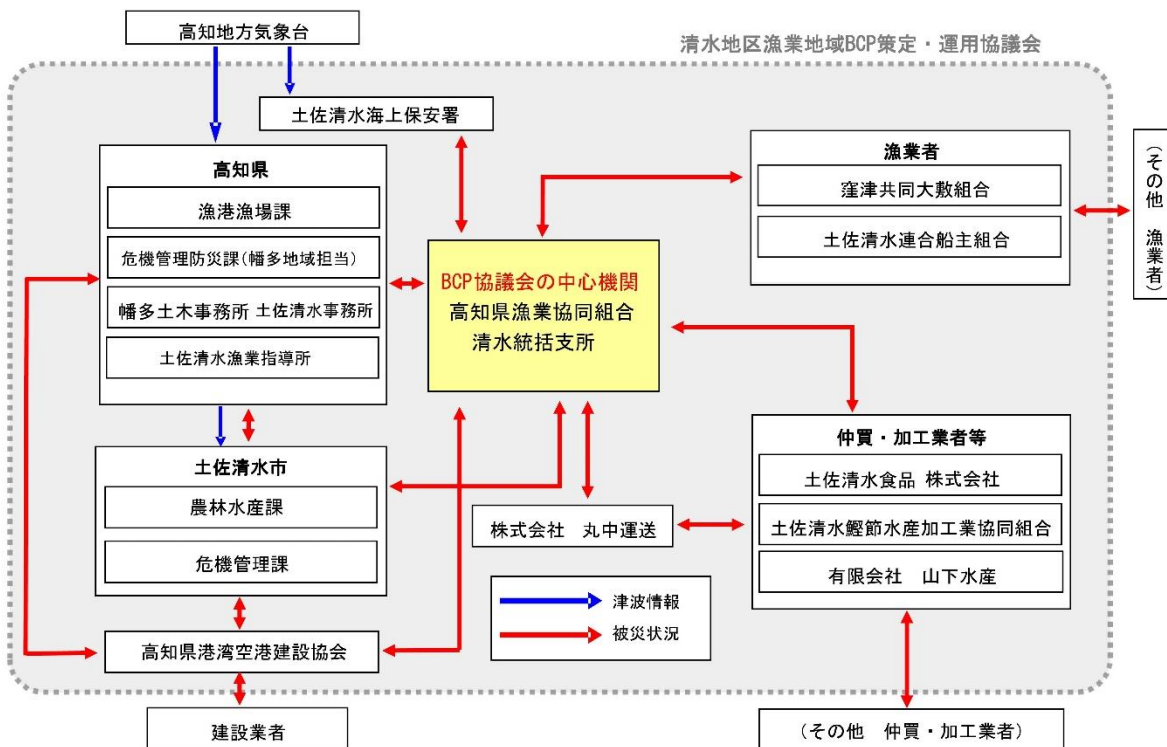 高知地方気象台
清水地区漁業地域BCP策定・運用協議会
土佐清水海上保安署
高知県
漁港漁場課
危機管理防災課(幡多地域担当)
幡多土木事務所 土佐清水事務所
土佐清水漁業指導所
BCP協議会の中心機関
高知県漁業協同組合
清水統括支所
漁業者
窪津共同大敷組合
土佐清水連合船主組合
(その他 漁業者)
土佐清水市
農林水産課
危機管理課
株式会社 丸中運送
仲買・加工業者等
土佐清水食品 株式会社
土佐清水鰹節水産加工業協同組合
有限会社 山下水産
津波情報
被災状況
高知県港湾空港建設協会
建設業者
(その他 仲買・加工業者)